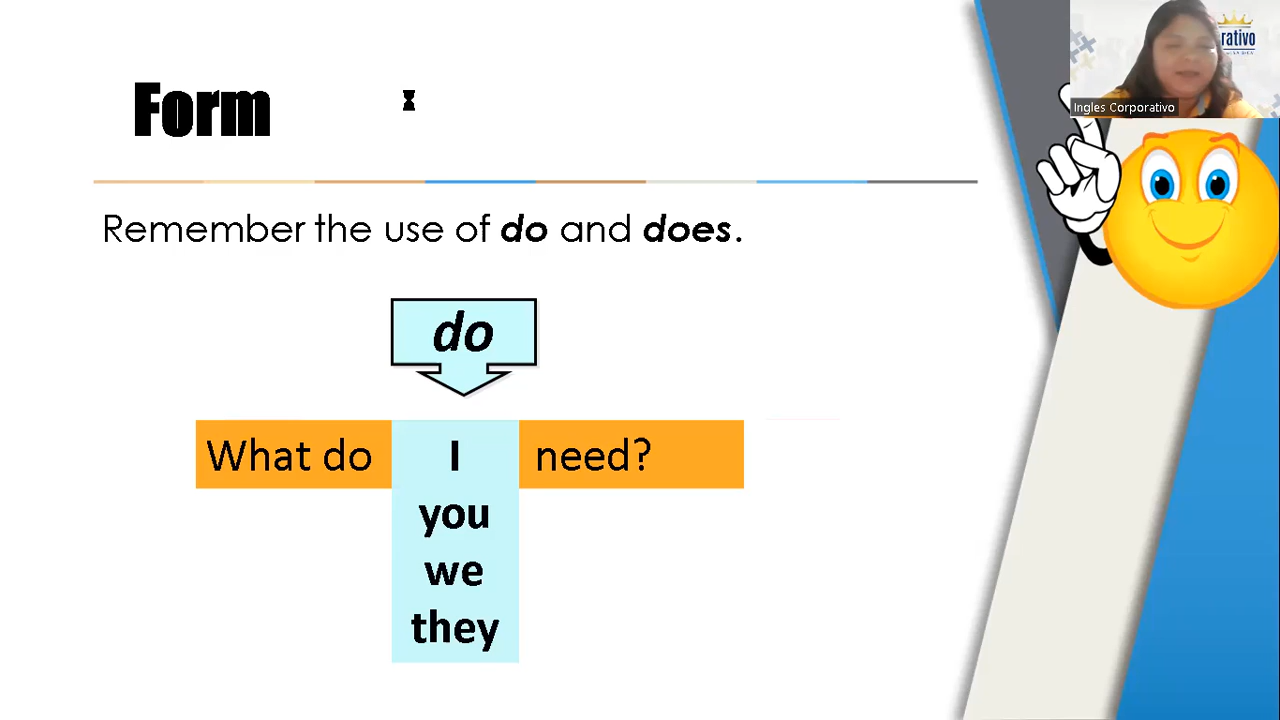 Form
rativo
Ingles Corporativo
Remember the use of do and does.
do
What do I need?
you
we
they